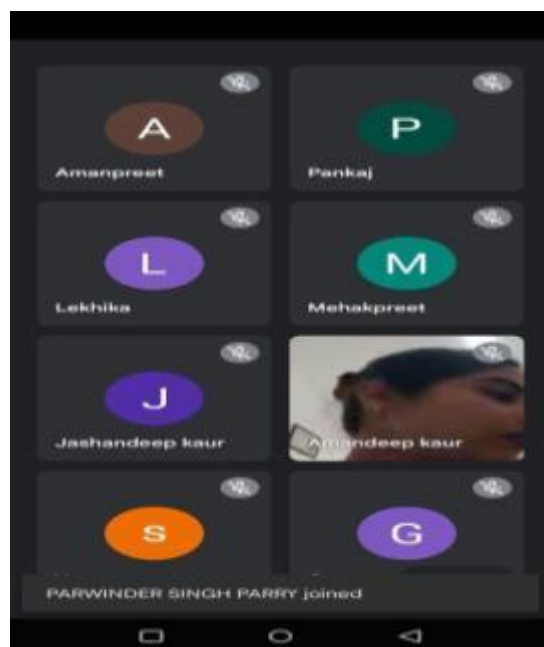 A
Amanpreet
P
Pankaj
L
Lekhika
M
Mehakpreet
J
Jashandeep kaur
Amandeep kaur
S
G
PARWINDER SINGH PARRY joined